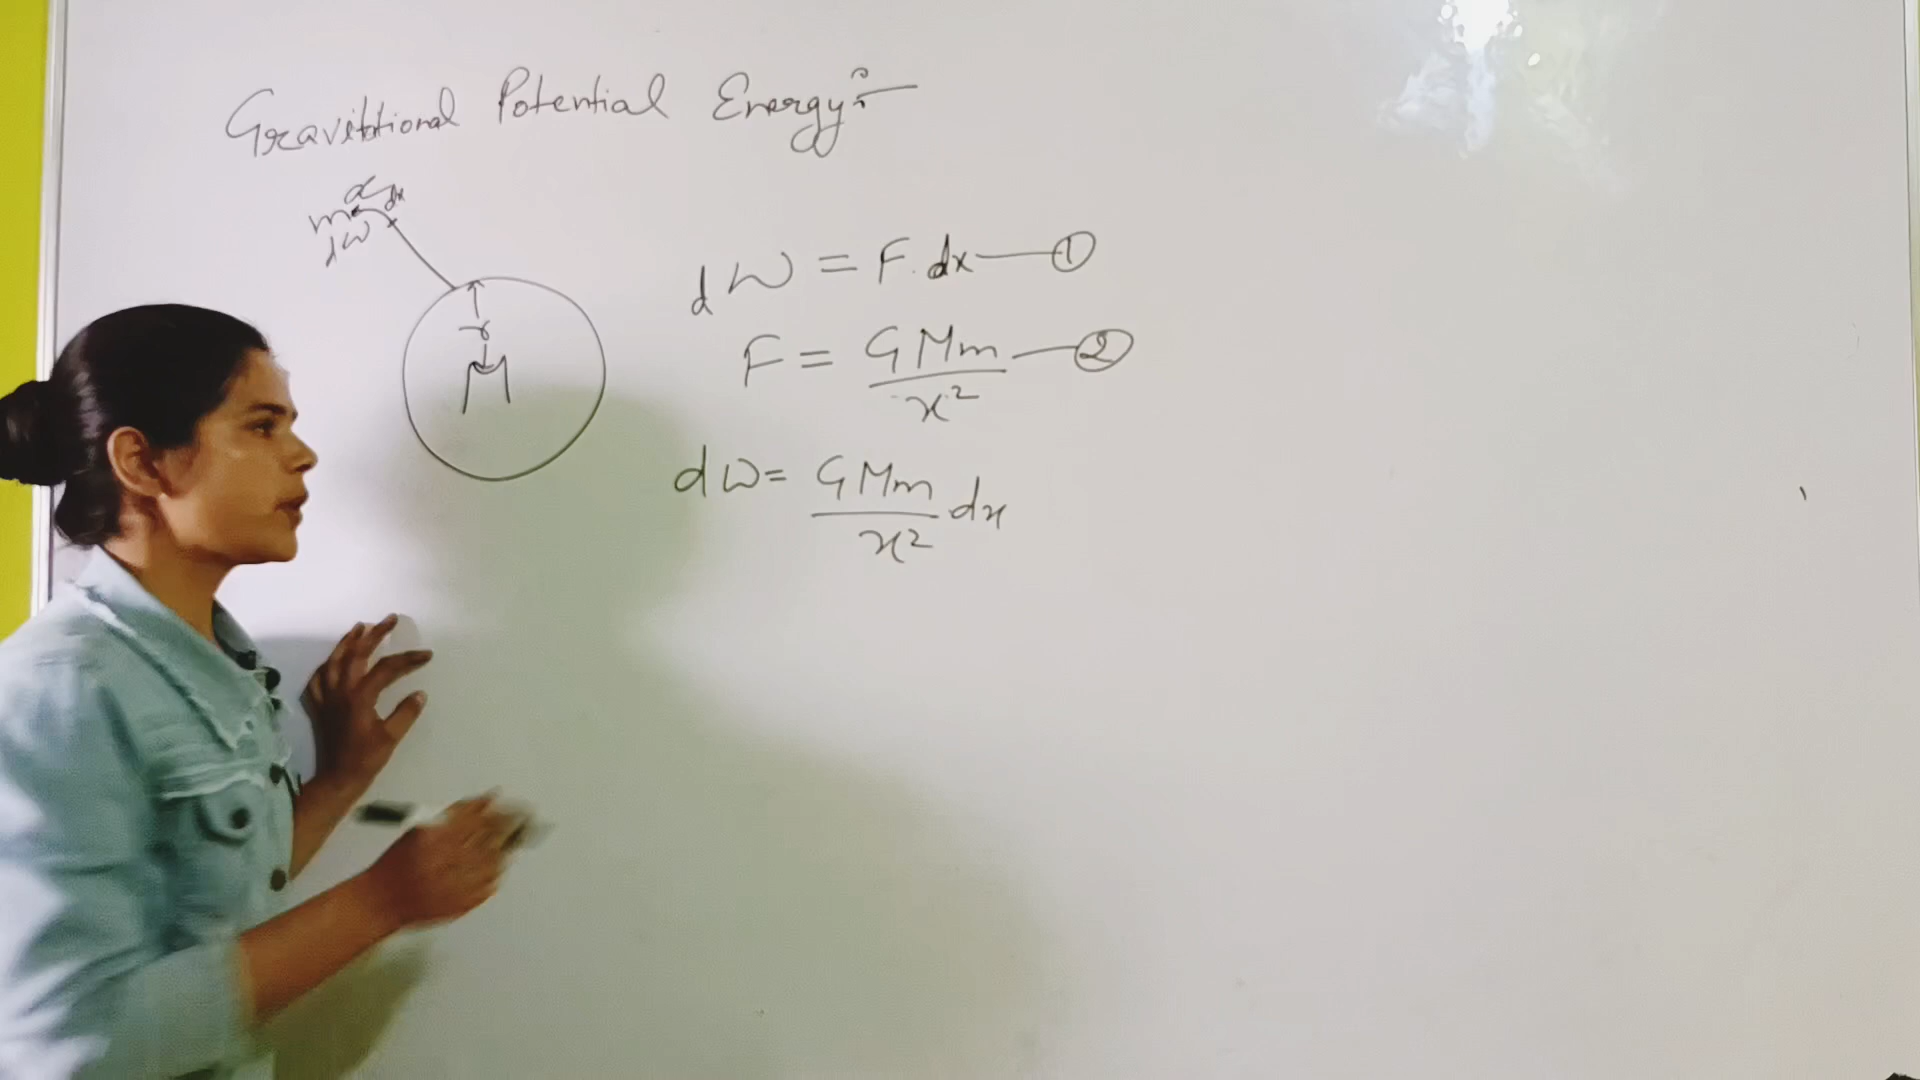 Gravitational Potential Energy:-
α dx
m
dW
r
M
dW = F. dx — ①
F = GMm / x² — ②
dW = GMm / x² dx